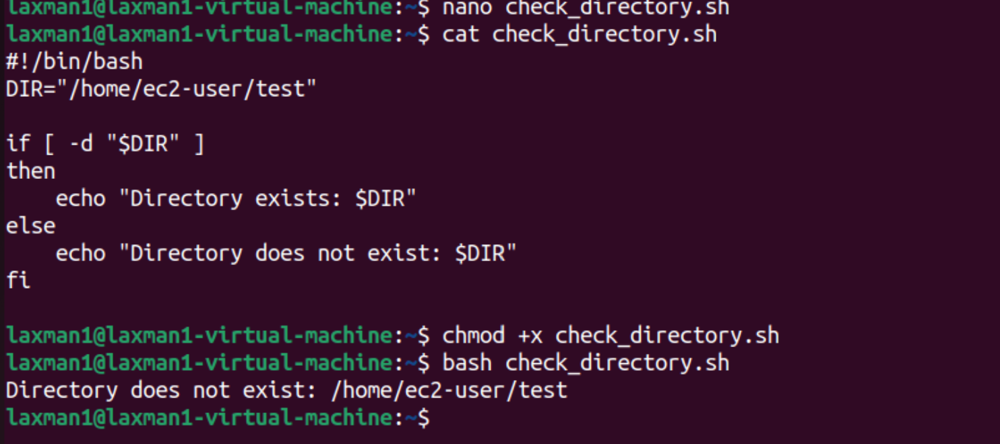 laxman1@laxman1-virtual-machine:~$ nano check_directory.sh
laxman1@laxman1-virtual-machine:~$ cat check_directory.sh
#!/bin/bash
DIR="/home/ec2-user/test"

if [ -d "$DIR" ]
then
    echo "Directory exists: $DIR"
else
    echo "Directory does not exist: $DIR"
fi

laxman1@laxman1-virtual-machine:~$ chmod +x check_directory.sh
laxman1@laxman1-virtual-machine:~$ bash check_directory.sh
Directory does not exist: /home/ec2-user/test
laxman1@laxman1-virtual-machine:~$